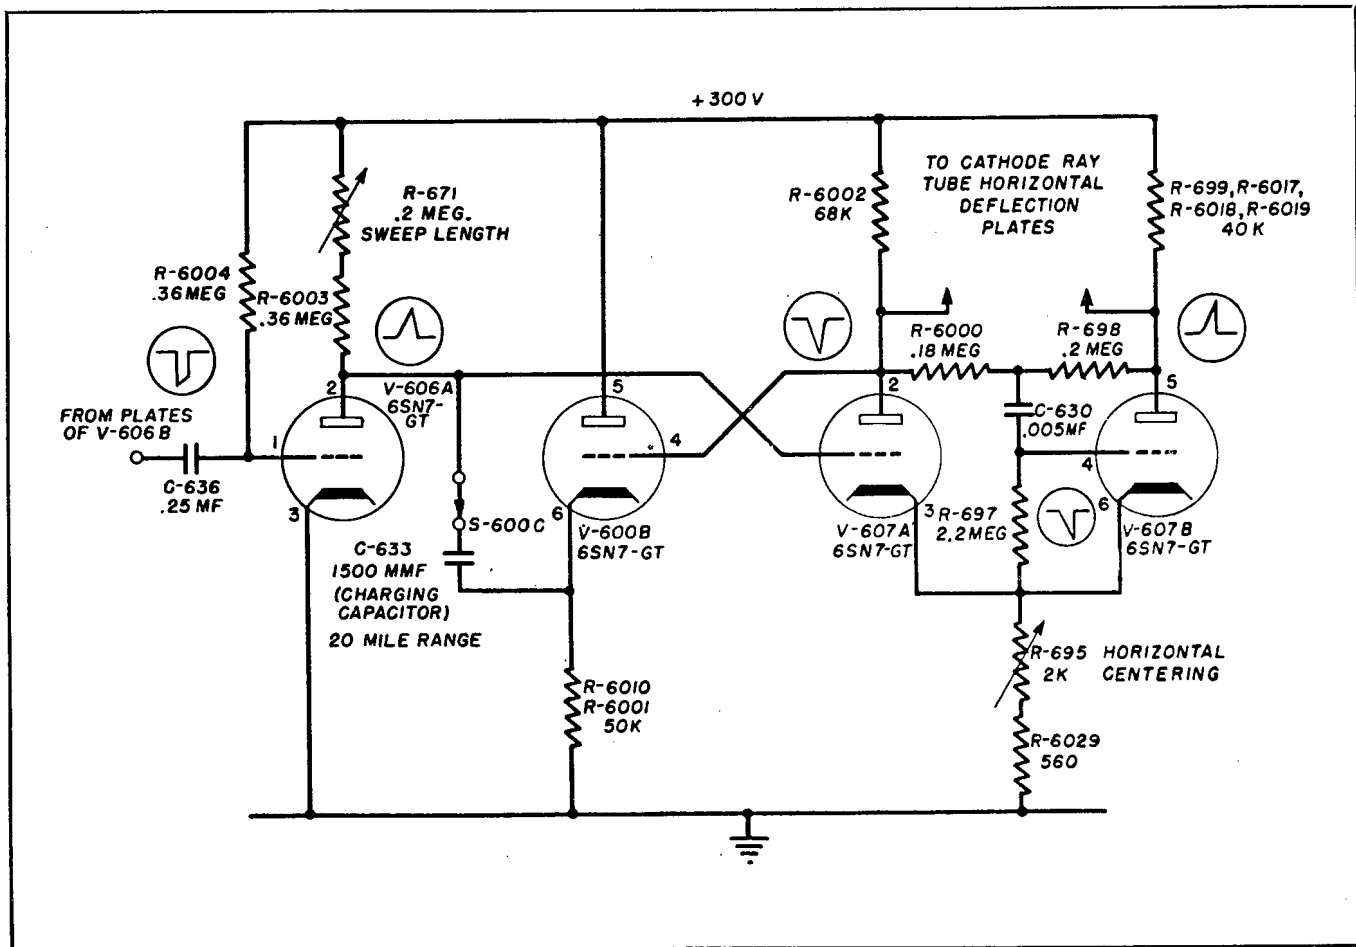 +300 V
R-671
.2 MEG.
SWEEP LENGTH
R-6004
.36MEG
R-6003
.36 MEG
FROM PLATES
OF V-606B
C-636
.25 MF
1
2
3
V-606A
6SN7-
GT
S-600C
C-633
1500 MMF
(CHARGING
CAPACITOR)
20 MILE RANGE
5
4
6
V-600B
6SN7-GT
R-6010
R-6001
50K
R-6002
68K
TO CATHODE RAY
TUBE HORIZONTAL
DEFLECTION
PLATES
R-699,R-6017,
R-6018,R-6019
40K
R-6000
.18 MEG
R-698
.2 MEG
2
3
V-607A
6SN7-GT
C-630
.005MF
R-697
2.2MEG
5
4
6
V-607B
6SN7-GT
R-695
2K
HORIZONTAL
CENTERING
R-6029
560